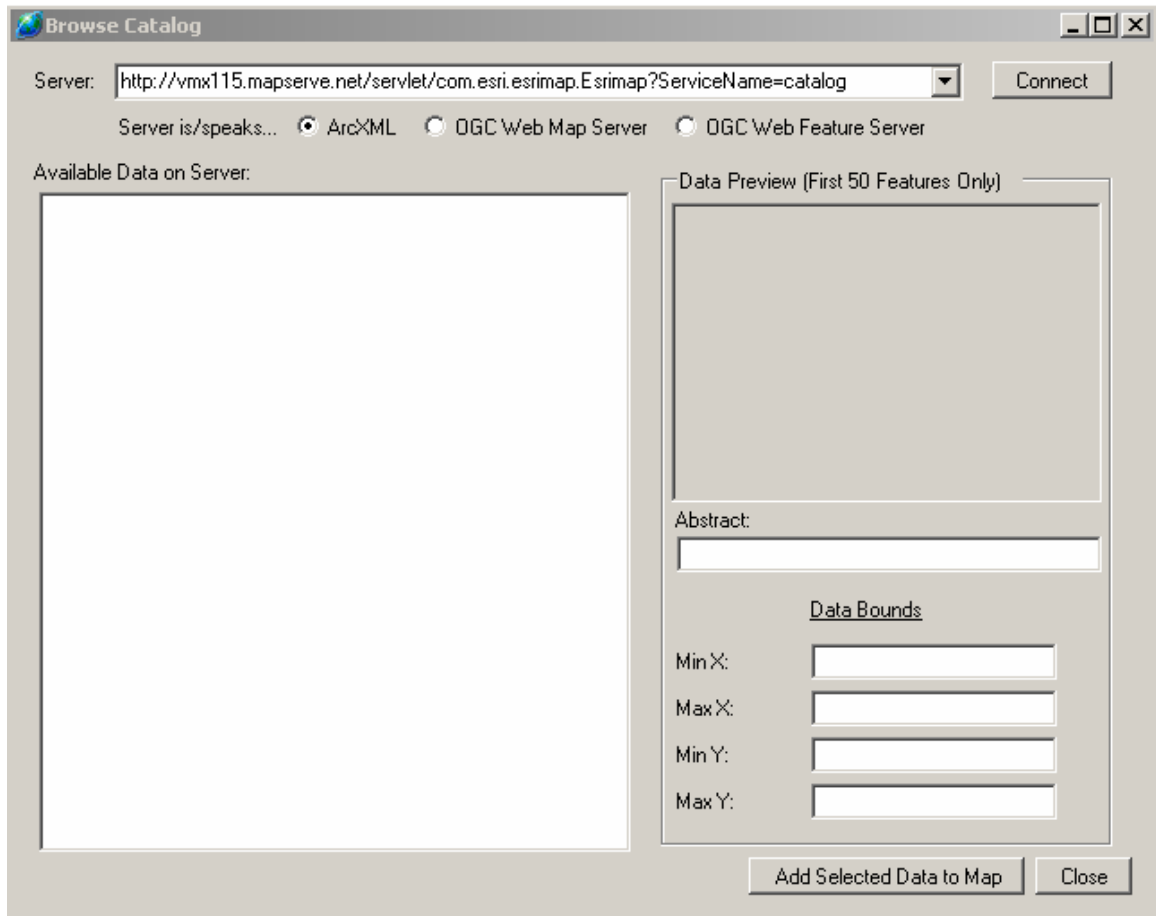 Browse Catalog
Server: http://vmx115.mapserve.net/servlet/com.esri.esrimap.Esrimap?ServiceName=catalog Connect
Server is/speaks... ArcXML OGC Web Map Server OGC Web Feature Server
Available Data on Server:
Data Preview (First 50 Features Only)
Abstract:
Data Bounds
Min X:
Max X:
Min Y:
Max Y:
Add Selected Data to Map Close